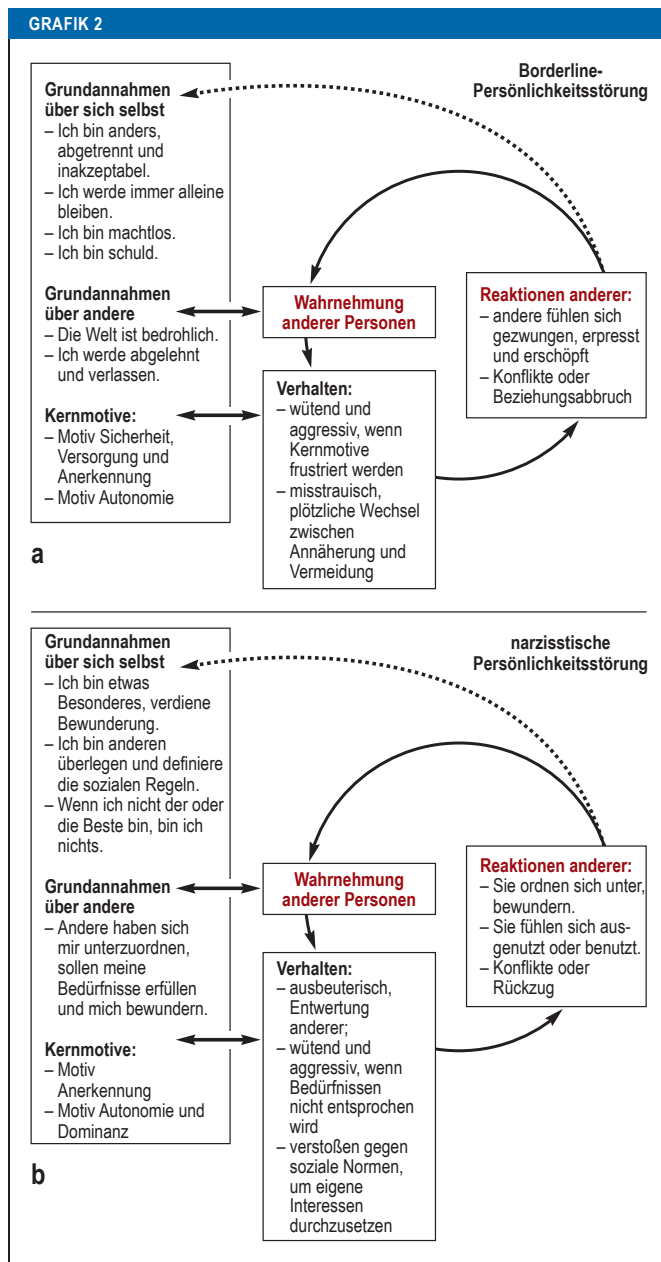 GRAFIK 2
Borderline-
Persönlichkeitsstörung
Grundannahmen
über sich selbst
– Ich bin anders,
abgetrennt und
inakzeptabel.
– Ich werde immer alleine
bleiben.
– Ich bin machtlos.
– Ich bin schuld.
Grundannahmen
über andere
– Die Welt ist bedrohlich.
– Ich werde abgelehnt
und verlassen.
Kernmotive:
– Motiv Sicherheit,
Versorgung und
Anerkennung
– Motiv Autonomie
Wahrnehmung
anderer Personen
Verhalten:
– wütend und
aggressiv, wenn
Kernmotive
frustriert werden
– misstrauisch,
plötzliche Wechsel
zwischen
Annäherung und
Vermeidung
Reaktionen anderer:
– andere fühlen sich
gezwungen, erpresst
und erschöpft
– Konflikte oder
Beziehungsabbruch
a
narzisstische
Persönlichkeitsstörung
Grundannahmen
über sich selbst
– Ich bin etwas
Besonderes, verdiene
Bewunderung.
– Ich bin anderen
überlegen und definiere
die sozialen Regeln.
– Wenn ich nicht der oder
die Beste bin, bin ich
nichts.
Grundannahmen
über andere
– Andere haben sich
mir unterzuordnen,
sollen meine
Bedürfnisse erfüllen
und mich bewundern.
Kernmotive:
– Motiv
Anerkennung
– Motiv Autonomie und
Dominanz
Wahrnehmung
anderer Personen
Verhalten:
– ausbeuterisch,
Entwertung
anderer;
– wütend und
aggressiv, wenn
Bedürfnissen
nicht entsprochen
wird
– verstoßen gegen
soziale Normen,
um eigene
Interessen
durchzusetzen
Reaktionen anderer:
– Sie ordnen sich unter,
bewundern.
– Sie fühlen sich aus-
genutzt oder benutzt.
– Konflikte oder
Rückzug
b